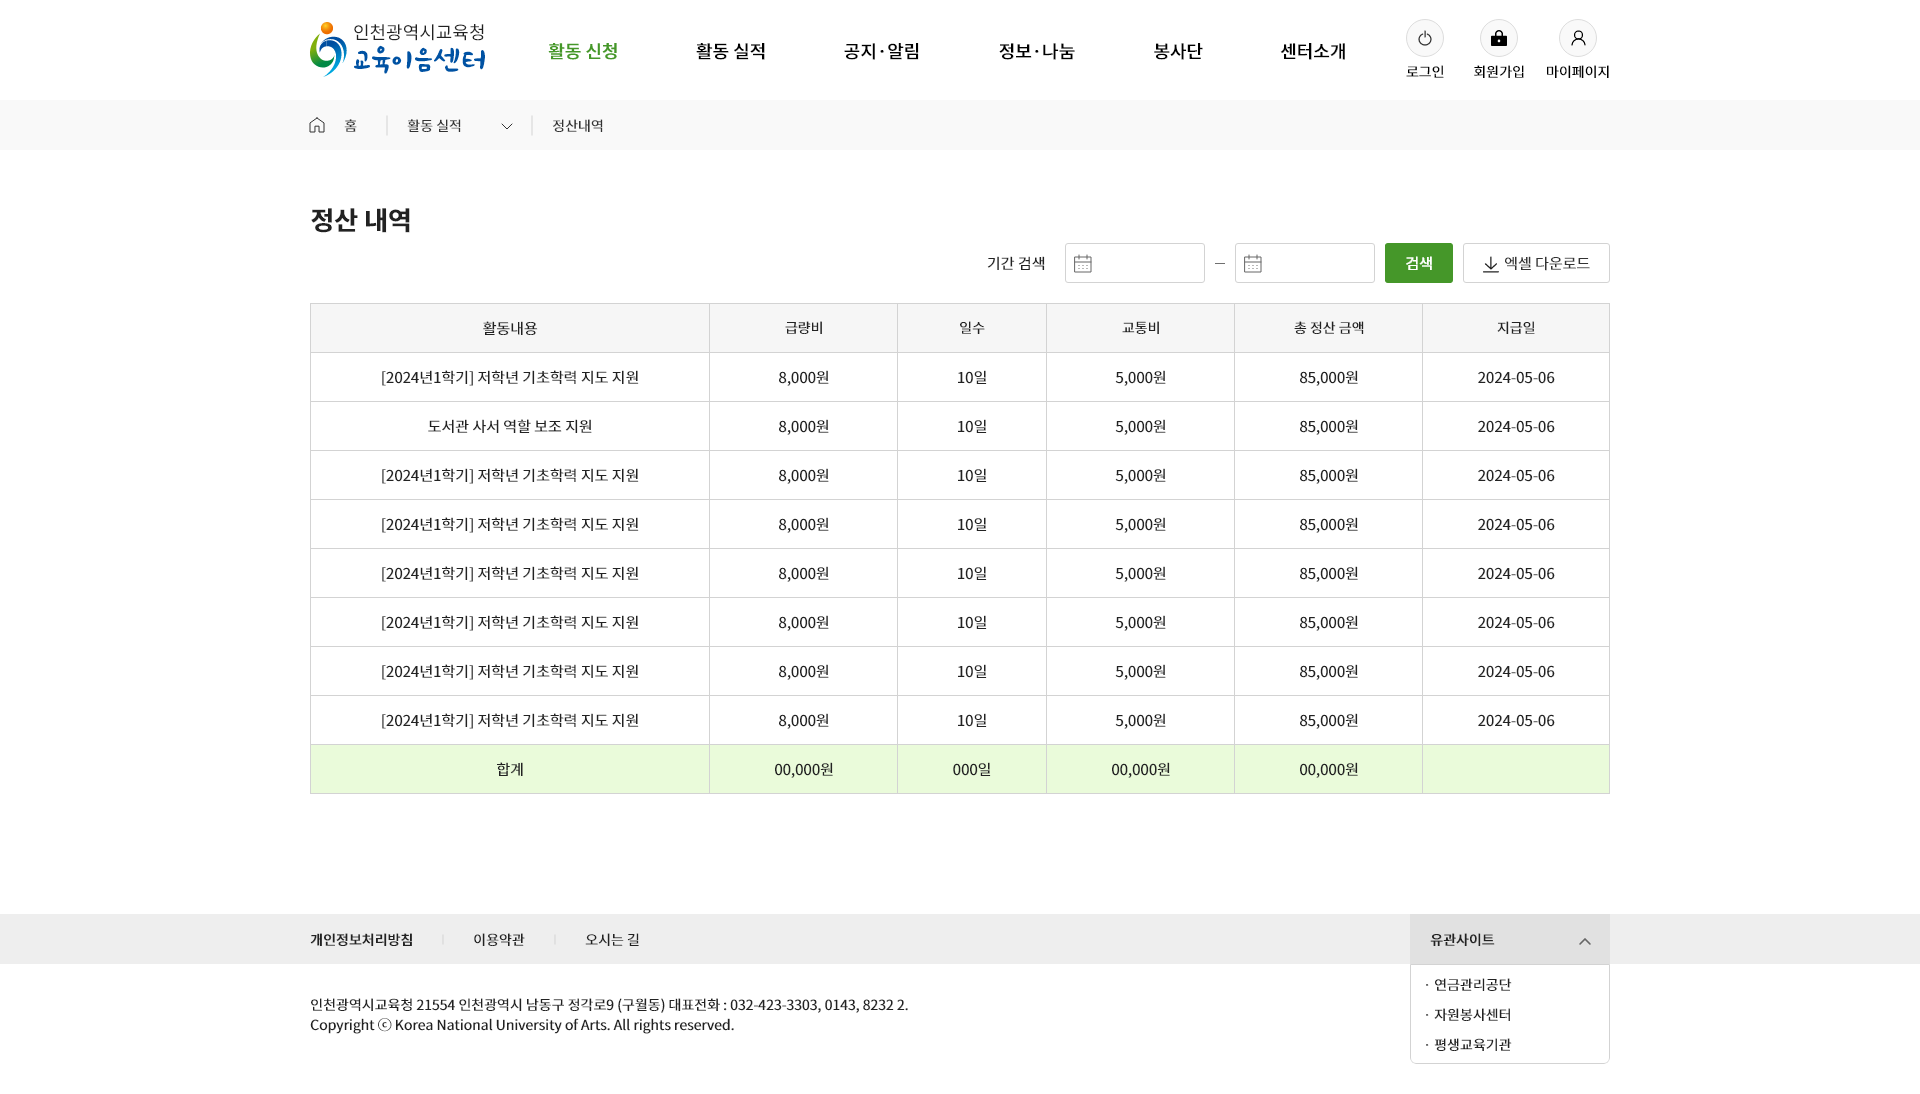 인천광역시교육청
교육이음센터
활동 신청
활동 실적
공지·알림
정보·나눔
봉사단
센터소개
로그인
회원가입
마이페이지
홈
활동 실적
정산내역
정산 내역
기간 검색
–
검색
엑셀 다운로드
활동내용 급량비 일수 교통비 총 정산 금액 지급일
[2024년1학기] 저학년 기초학력 지도 지원 8,000원 10일 5,000원 85,000원 2024-05-06
도서관 사서 역할 보조 지원 8,000원 10일 5,000원 85,000원 2024-05-06
[2024년1학기] 저학년 기초학력 지도 지원 8,000원 10일 5,000원 85,000원 2024-05-06
[2024년1학기] 저학년 기초학력 지도 지원 8,000원 10일 5,000원 85,000원 2024-05-06
[2024년1학기] 저학년 기초학력 지도 지원 8,000원 10일 5,000원 85,000원 2024-05-06
[2024년1학기] 저학년 기초학력 지도 지원 8,000원 10일 5,000원 85,000원 2024-05-06
[2024년1학기] 저학년 기초학력 지도 지원 8,000원 10일 5,000원 85,000원 2024-05-06
[2024년1학기] 저학년 기초학력 지도 지원 8,000원 10일 5,000원 85,000원 2024-05-06
합계 00,000원 000일 00,000원 00,000원
개인정보처리방침
이용약관
오시는 길
유관사이트
· 연금관리공단
· 자원봉사센터
· 평생교육기관
인천광역시교육청 21554 인천광역시 남동구 정각로9 (구월동) 대표전화 : 032-423-3303, 0143, 8232 2.
Copyright ⓒ Korea National University of Arts. All rights reserved.